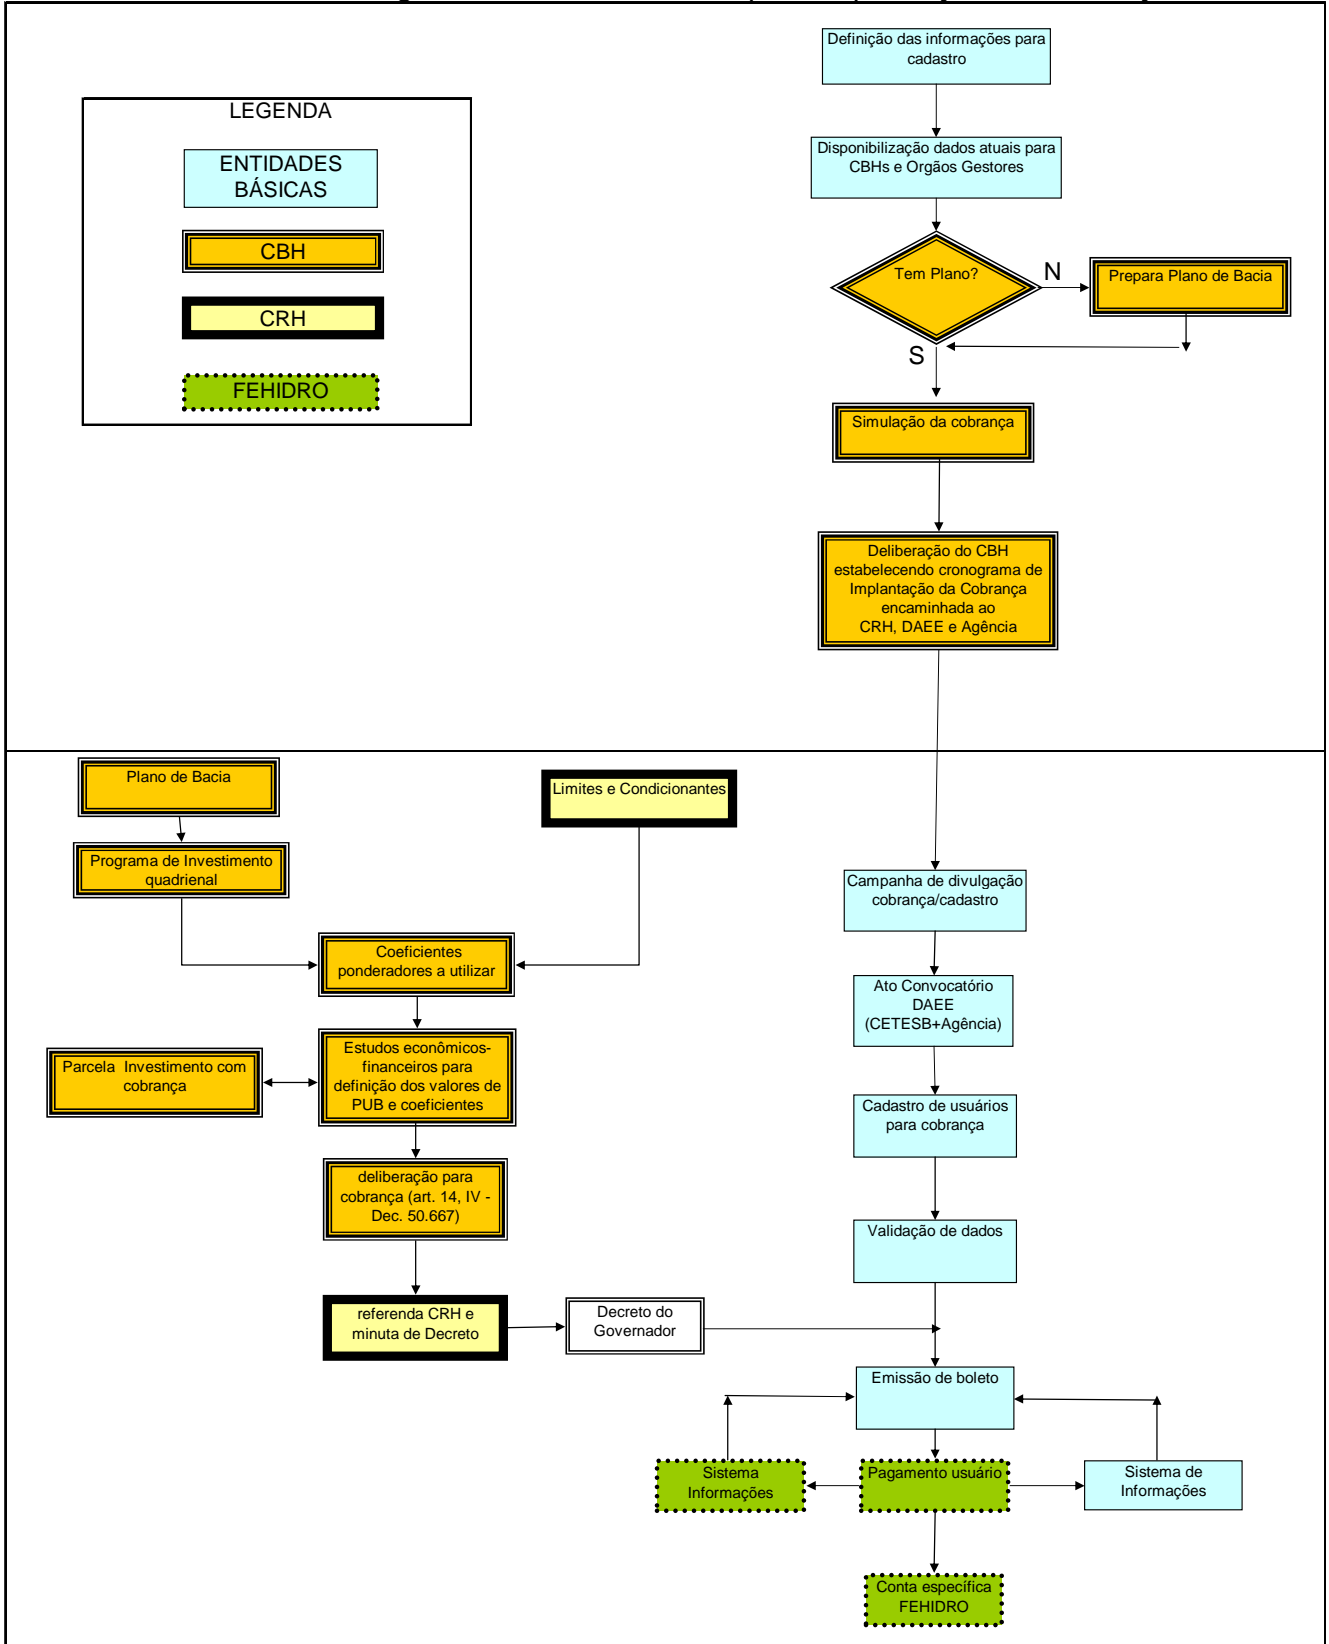 Definição das informações para
cadastro
LEGENDA
ENTIDADES
BÁSICAS
CBH
CRH
FEHIDRO
Disponibilização dados atuais para
CBHs e Orgãos Gestores
Tem Plano?
N
Prepara Plano de Bacia
S
Simulação da cobrança
Deliberação do CBH
estabelecendo cronograma de
Implantação da Cobrança
encaminhada ao
CRH, DAEE e Agência
Plano de Bacia
Limites e Condicionantes
Programa de Investimento
quadrienal
Coeficientes
ponderadores a utilizar
Estudos econômicos-
financeiros para
definição dos valores de
PUB e coeficientes
Parcela Investimento com
cobrança
deliberação para
cobrança (art. 14, IV -
Dec. 50.667)
referenda CRH e
minuta de Decreto
Decreto do
Governador
Campanha de divulgação
cobrança/cadastro
Ato Convocatório
DAEE
(CETESB+Agência)
Cadastro de usuários
para cobrança
Validação de dados
Emissão de boleto
Sistema
Informações
Pagamento usuário
Sistema de
Informações
Conta específica
FEHIDRO